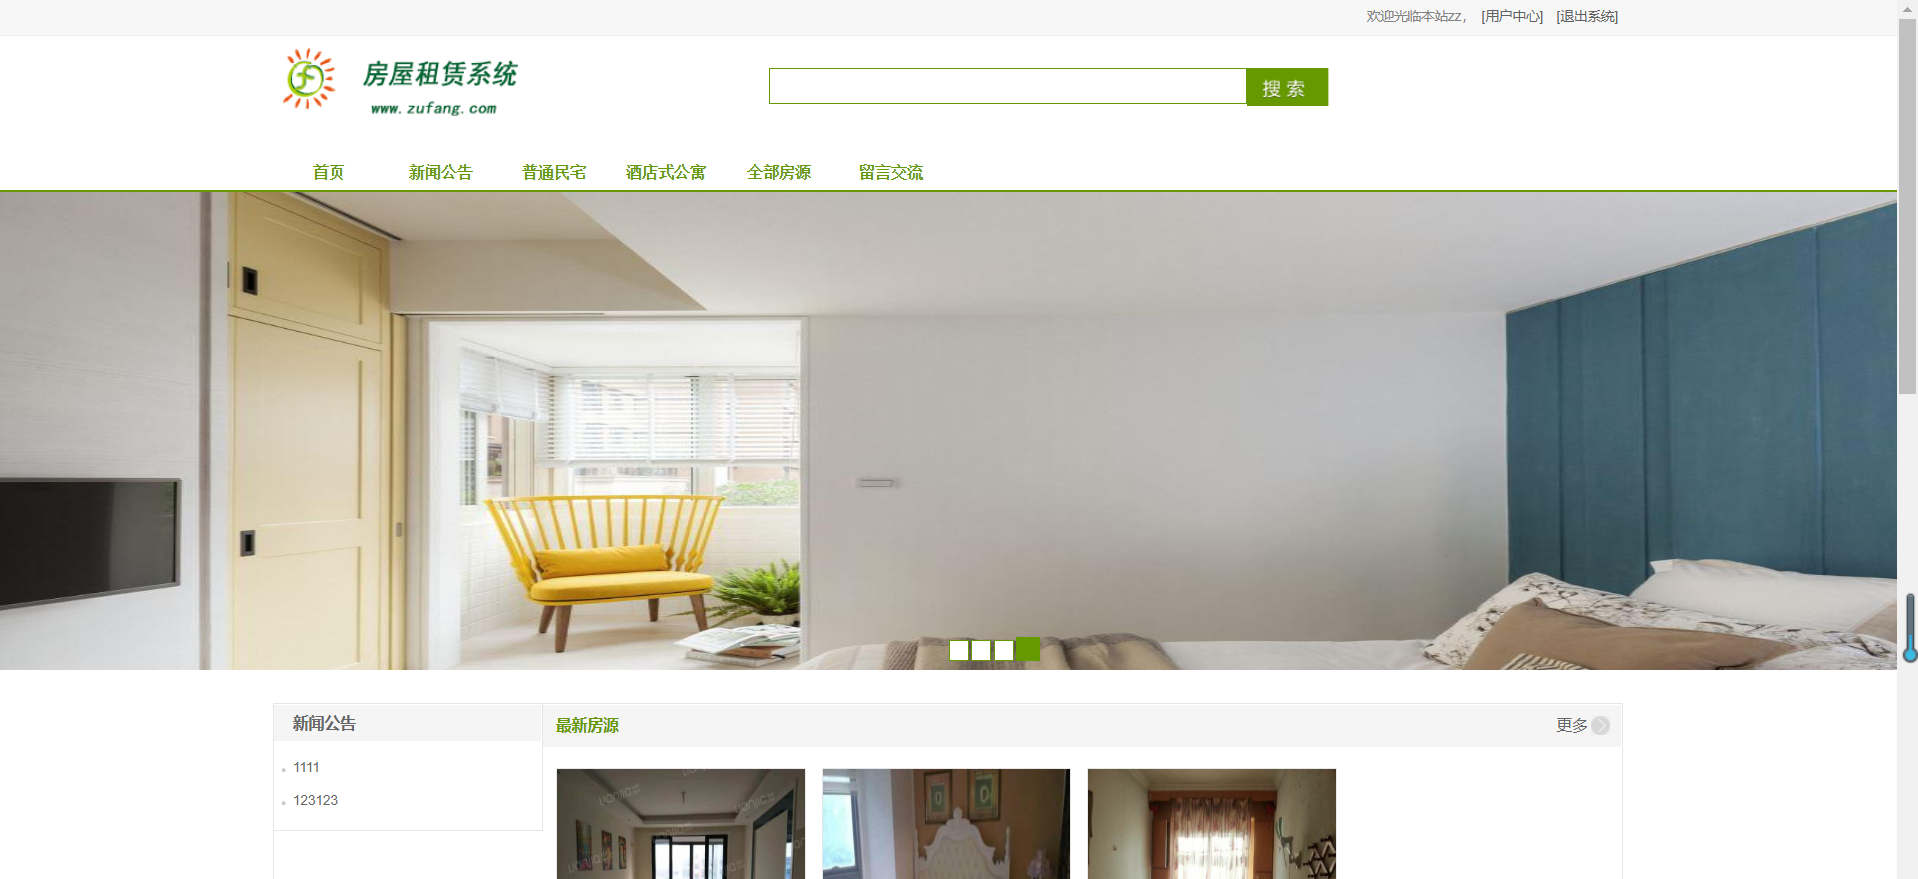 欢迎光临本站zz， [用户中心] [退出系统]
房屋租赁系统
www.zufang.com
搜 索
首页 新闻公告 普通民宅 酒店式公寓 全部房源 留言交流
新闻公告
1111
123123
最新房源
更多